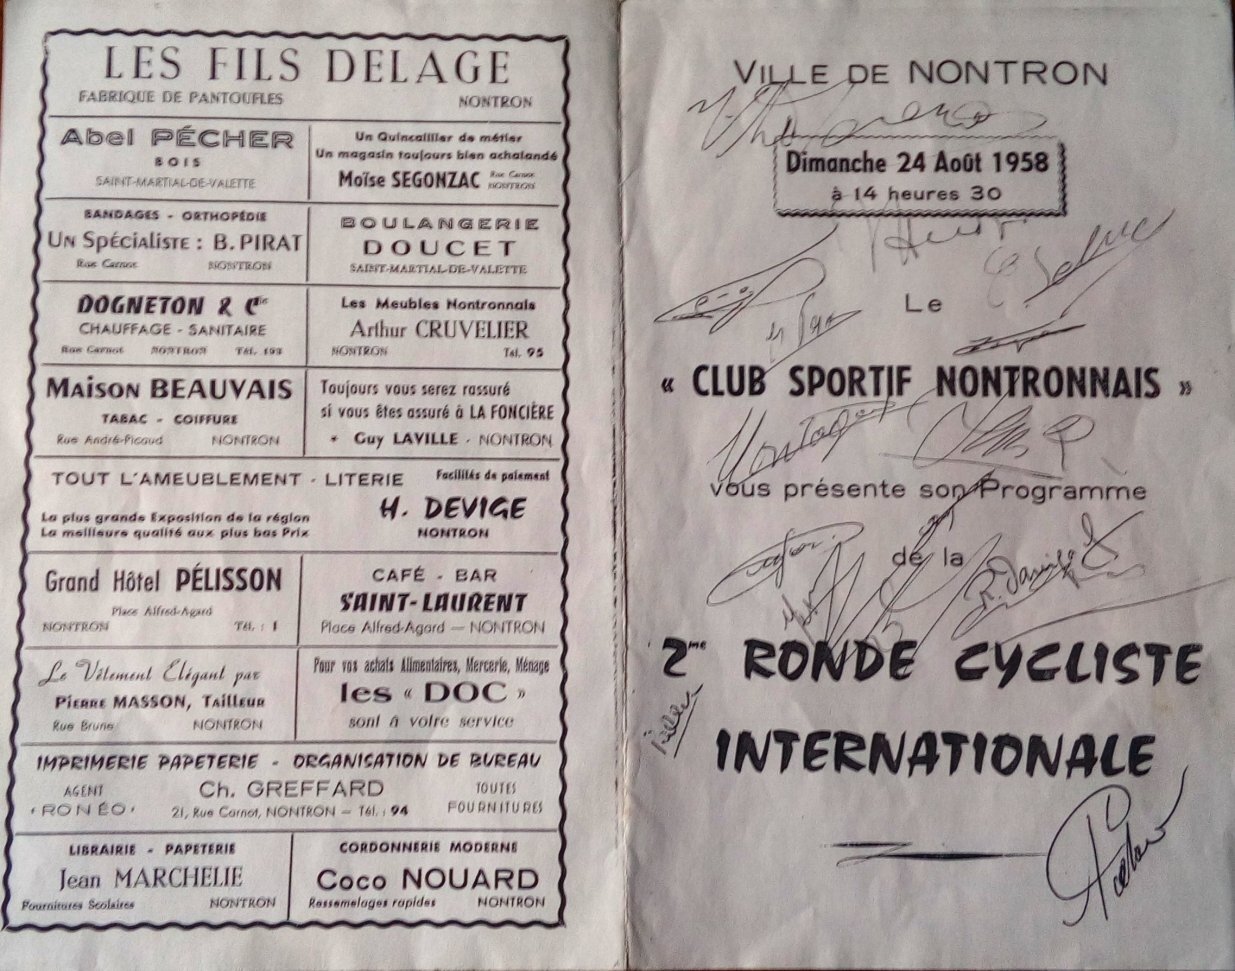 LES FILS DELAGE
FABRIQUE DE PANTOUFLES NONTRON
Abel PÉCHER
BOIS
SAINT-MARTIAL-DE-VALETTE
Un Quincaillier de métier
Un magasin toujours bien achalandé
Moïse SEGONZAC Rue Carnot NONTRON
BANDAGES - ORTHOPÉDIE
UN SPÉCIALISTE : B. PIRAT
Rue Carnot NONTRON
BOULANGERIE
DOUCET
SAINT-MARTIAL-DE-VALETTE
DOGNETON & Cie
CHAUFFAGE - SANITAIRE
Rue Carnot NONTRON Tél. 193
Les Meubles Nontronnais
Arthur CRUVELIER
NONTRON Tél. 95
MAISON BEAUVAIS
TABAC - COIFFURE
Rue André-Picaud NONTRON
Toujours vous serez rassuré
si vous êtes assuré à LA FONCIÈRE
* Guy LAVILLE - NONTRON
TOUT L'AMEUBLEMENT - LITERIE Facilités de paiement
H. DEVIGE
La plus grande Exposition de la région
La meilleure qualité aux plus bas Prix NONTRON
Grand Hôtel PÉLISSON
Place Alfred-Agard
NONTRON Tél. : 1
CAFÉ - BAR
SAINT-LAURENT
Place Alfred-Agard — NONTRON
Le Vêtement Élégant par
PIERRE MASSON, TAILLEUR
Rue Brune NONTRON
Pour vos achats Alimentaires, Mercerie, Ménage
les « DOC »
sont à votre service
IMPRIMERIE PAPETERIE - ORGANISATION DE BUREAU
AGENT Ch. GREFFARD TOUTES
« RONÉO » 21, Rue Carnot, NONTRON — Tél. : 94 FOURNITURES
LIBRAIRIE - PAPETERIE
Jean MARCHELIE
Fournitures Scolaires NONTRON
CORDONNERIE MODERNE
COCO NOUARD
Ressemelages rapides NONTRON
VILLE DE NONTRON
Dimanche 24 Août 1958
à 14 heures 30
Le
« CLUB SPORTIF NONTRONNAIS »
vous présente son Programme
de la
2me RONDE CYCLISTE
INTERNATIONALE